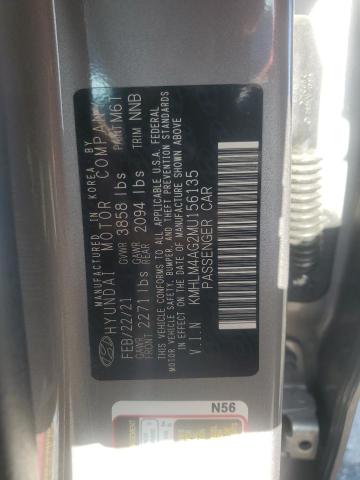 MANUFACTURED IN KOREA BY
HYUNDAI MOTOR COMPANY
FEB/22/21 PAINT M6T
GVWR 3858 lbs TRIM NNB
GAWR FRT 2271 lbs GAWR REAR 2094 lbs
THIS VEHICLE CONFORMS TO ALL APPLICABLE U.S.A. FEDERAL
MOTOR VEHICLE SAFETY, BUMPER, AND THEFT PREVENTION STANDARDS
IN EFFECT ON THE DATE OF MANUFACTURE SHOWN ABOVE.
V.I.N KMHLM4AG2MU156135
PASSENGER CAR
N56